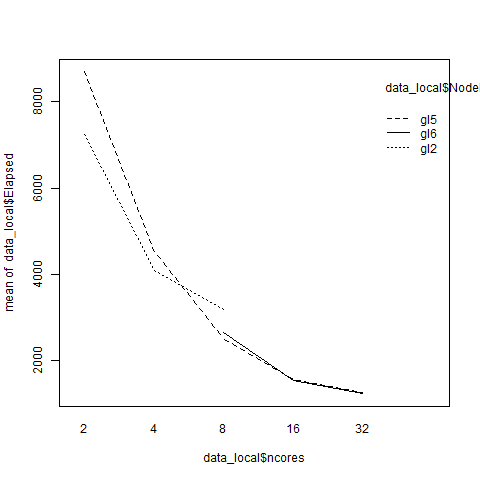 data_local$Nodel
gl5
gl6
gl2
mean of data_local$Elapsed
8000
6000
4000
2000
2
4
8
16
32
data_local$ncores